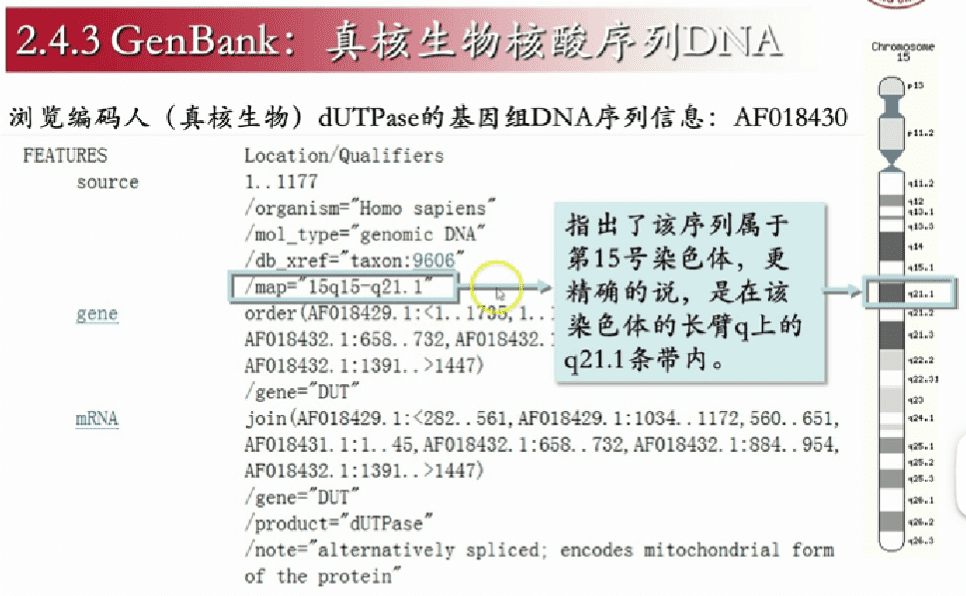 2.4.3 GenBank：真核生物核酸序列DNA
浏览编码人（真核生物）dUTPase的基因组DNA序列信息：AF018430
FEATURES Location/Qualifiers
source 1..1177
/organism="Homo sapiens"
/mol_type="genomic DNA"
/db_xref="taxon:9606"
/map="15q15-q21.1"
gene order(AF018429.1:<1..1735,1..1
AF018432.1:658..732,AF018432.1
AF018432.1:1391..>1447)
/gene="DUT"
mRNA join(AF018429.1:<282..561,AF018429.1:1034..1172,560..651,
AF018431.1:1..45,AF018432.1:658..732,AF018432.1:884..954,
AF018432.1:1391..>1447)
/gene="DUT"
/product="dUTPase"
/note="alternatively spliced; encodes mitochondrial form
of the protein"
指出了该序列属于
第15号染色体，更
精确的说，是在该
染色体的长臂q上的
q21.1条带内。
Chromosome
15
p13
p11.2
q11.2
q12
q13.1
q13.3
q14
q15.1
q21.1
q21.2
q21.3
q22.2
q22.31
q23
q24.1
q25.1
q25.2
q25.3
q26.1
q26.2
q26.3